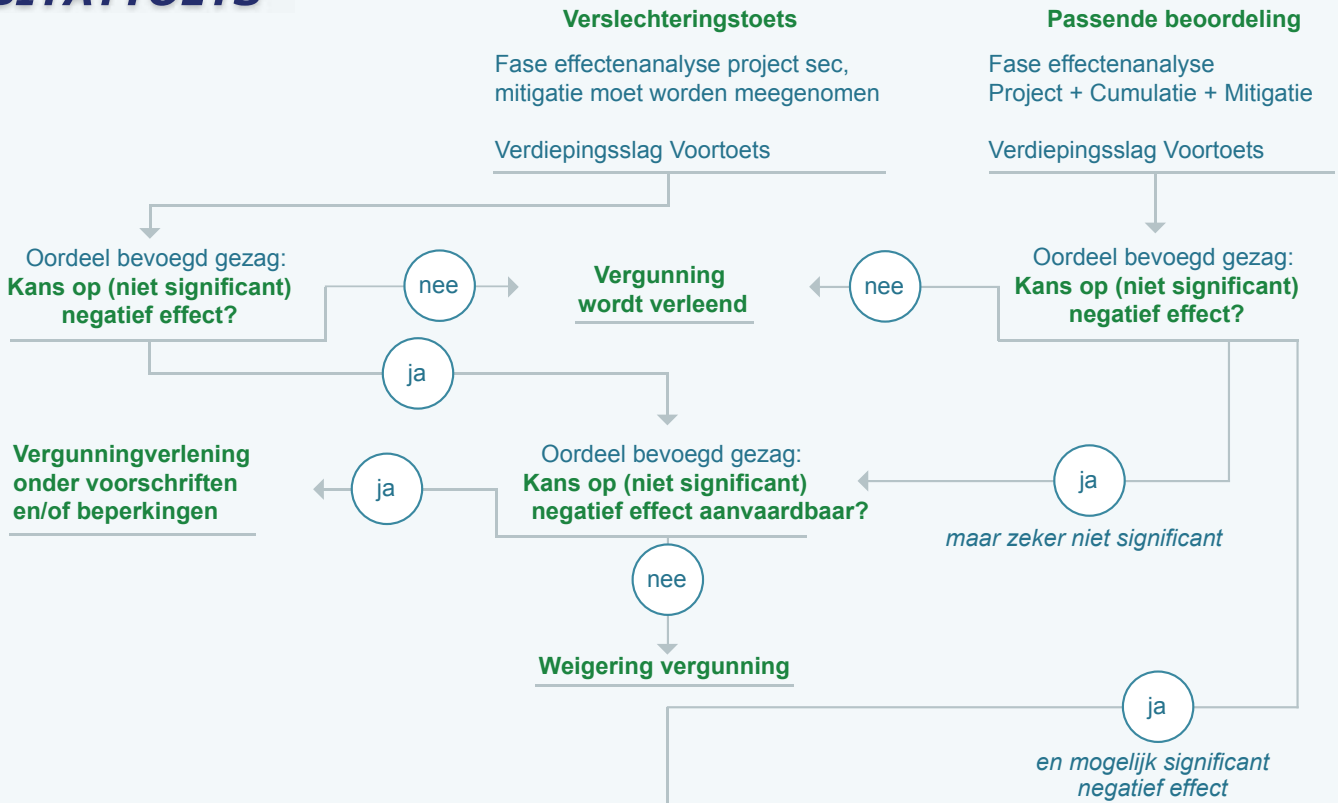 Verslechteringstoets
Fase effectenanalyse project sec,
mitigatie moet worden meegenomen
Verdiepingsslag Voortoets
Passende beoordeling
Fase effectenanalyse
Project + Cumulatie + Mitigatie
Verdiepingsslag Voortoets
Oordeel bevoegd gezag:
Kans op (niet significant)
negatief effect?
nee
Vergunning
wordt verleend
nee
Oordeel bevoegd gezag:
Kans op (niet significant)
negatief effect?
ja
Vergunningverlening
onder voorschriften
en/of beperkingen
ja
Oordeel bevoegd gezag:
Kans op (niet significant)
negatief effect aanvaardbaar?
ja
maar zeker niet significant
nee
Weigering vergunning
ja
en mogelijk significant
negatief effect